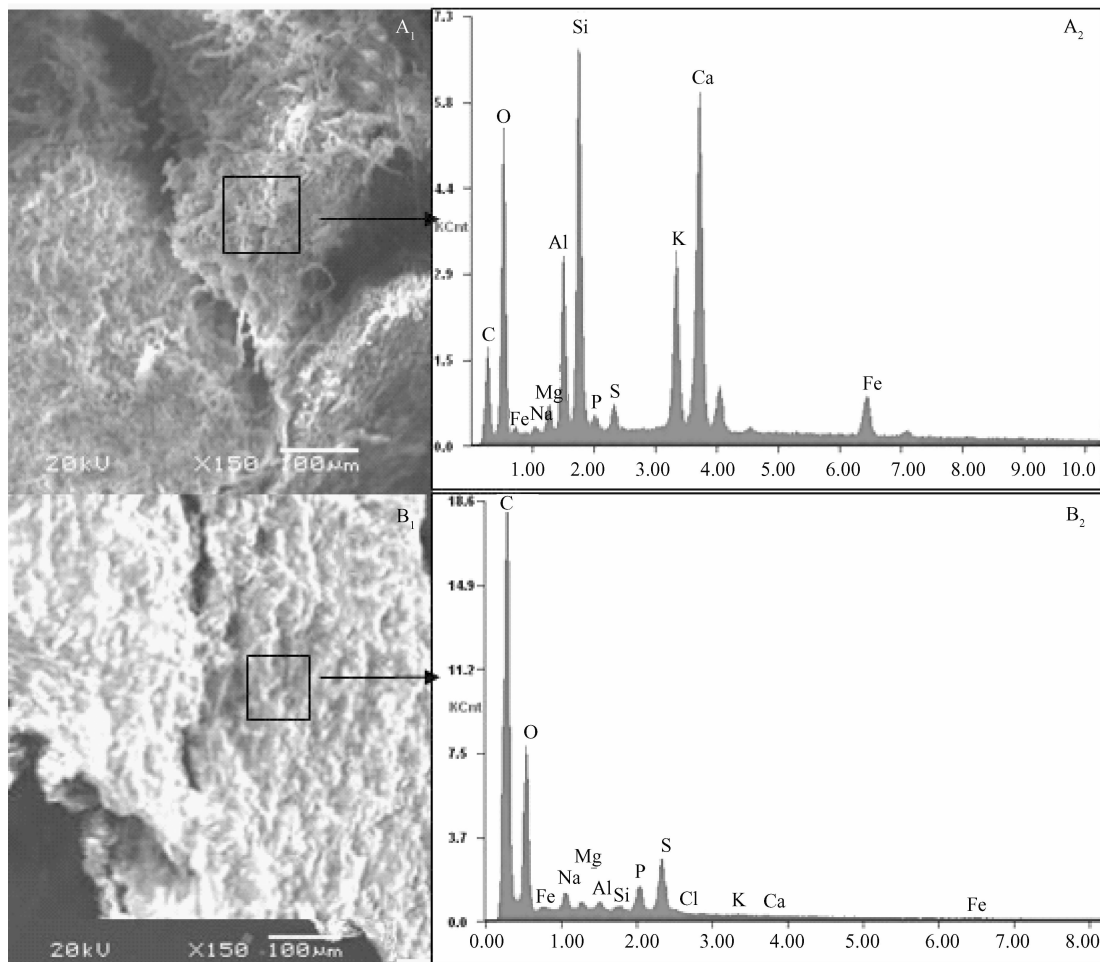 A₁
20kV X150 100μm
A₂
7.3
5.8
4.4
KCnt
2.9
1.5
0.0
C
O
Fe
Na
Mg
Al
Si
P
S
K
Ca
Fe
1.00 2.00 3.00 4.00 5.00 6.00 7.00 8.00 9.00 10.0
B₁
20kV X150 100μm
B₂
18.6
14.9
11.2
KCnt
7.5
3.7
0.0
C
O
Fe
Na
Mg
Al
Si
P
S
Cl
K
Ca
Fe
0.00 1.00 2.00 3.00 4.00 5.00 6.00 7.00 8.00